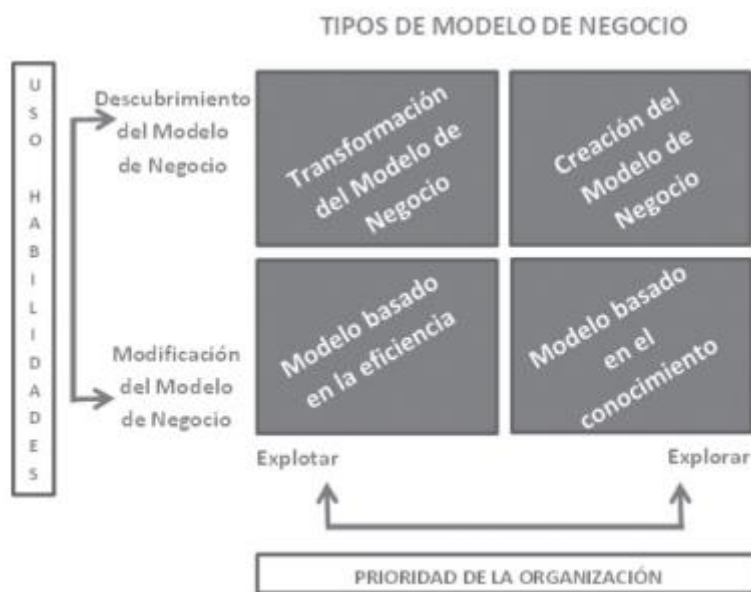 TIPOS DE MODELO DE NEGOCIO
USO HABILIDADES
Descubrimiento
del Modelo
de Negocio
Transformación
del Modelo de
Negocio
Creación del
Modelo de
Negocio
Modificación
del Modelo
de Negocio
Modelo basado
en la eficiencia
Modelo basado
en el
conocimiento
Explotar
Explorar
PRIORIDAD DE LA ORGANIZACIÓN